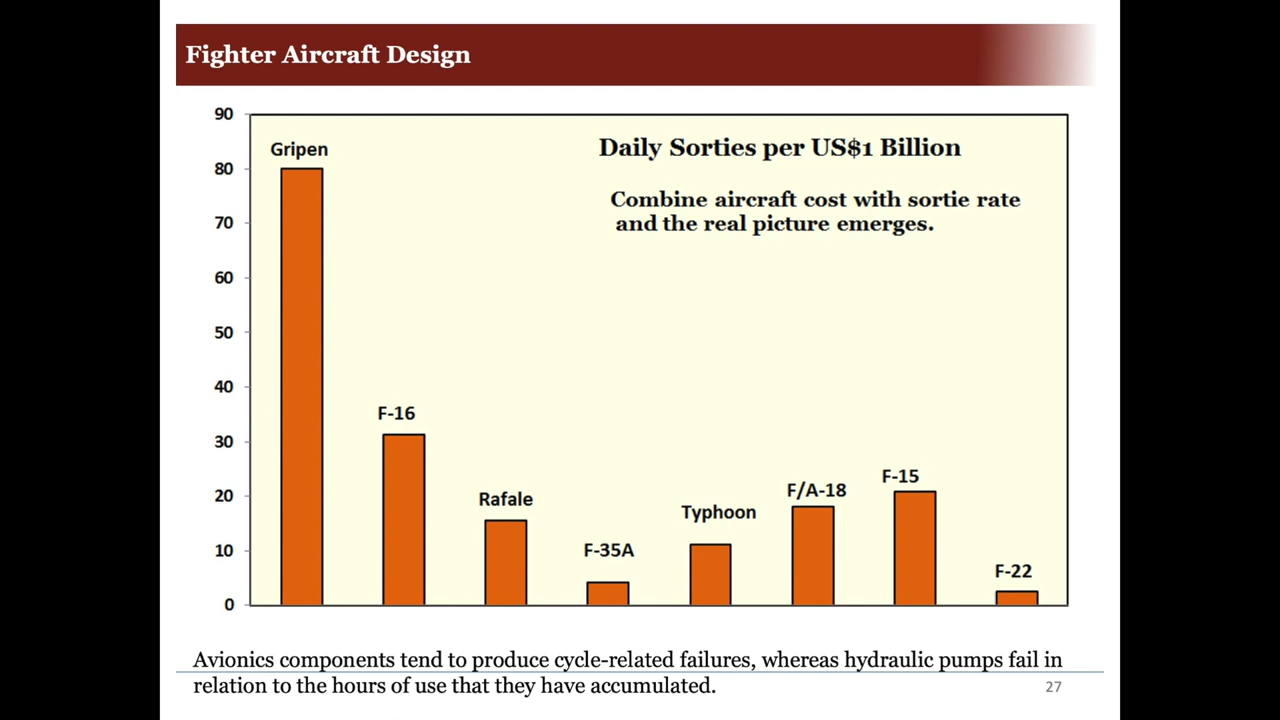 Fighter Aircraft Design
90
80
70
60
50
40
30
20
10
0
Daily Sorties per US$1 Billion
Combine aircraft cost with sortie rate
and the real picture emerges.
Gripen
F-16
Rafale
F-35A
Typhoon
F/A-18
F-15
F-22
Avionics components tend to produce cycle-related failures, whereas hydraulic pumps fail in
relation to the hours of use that they have accumulated.
27